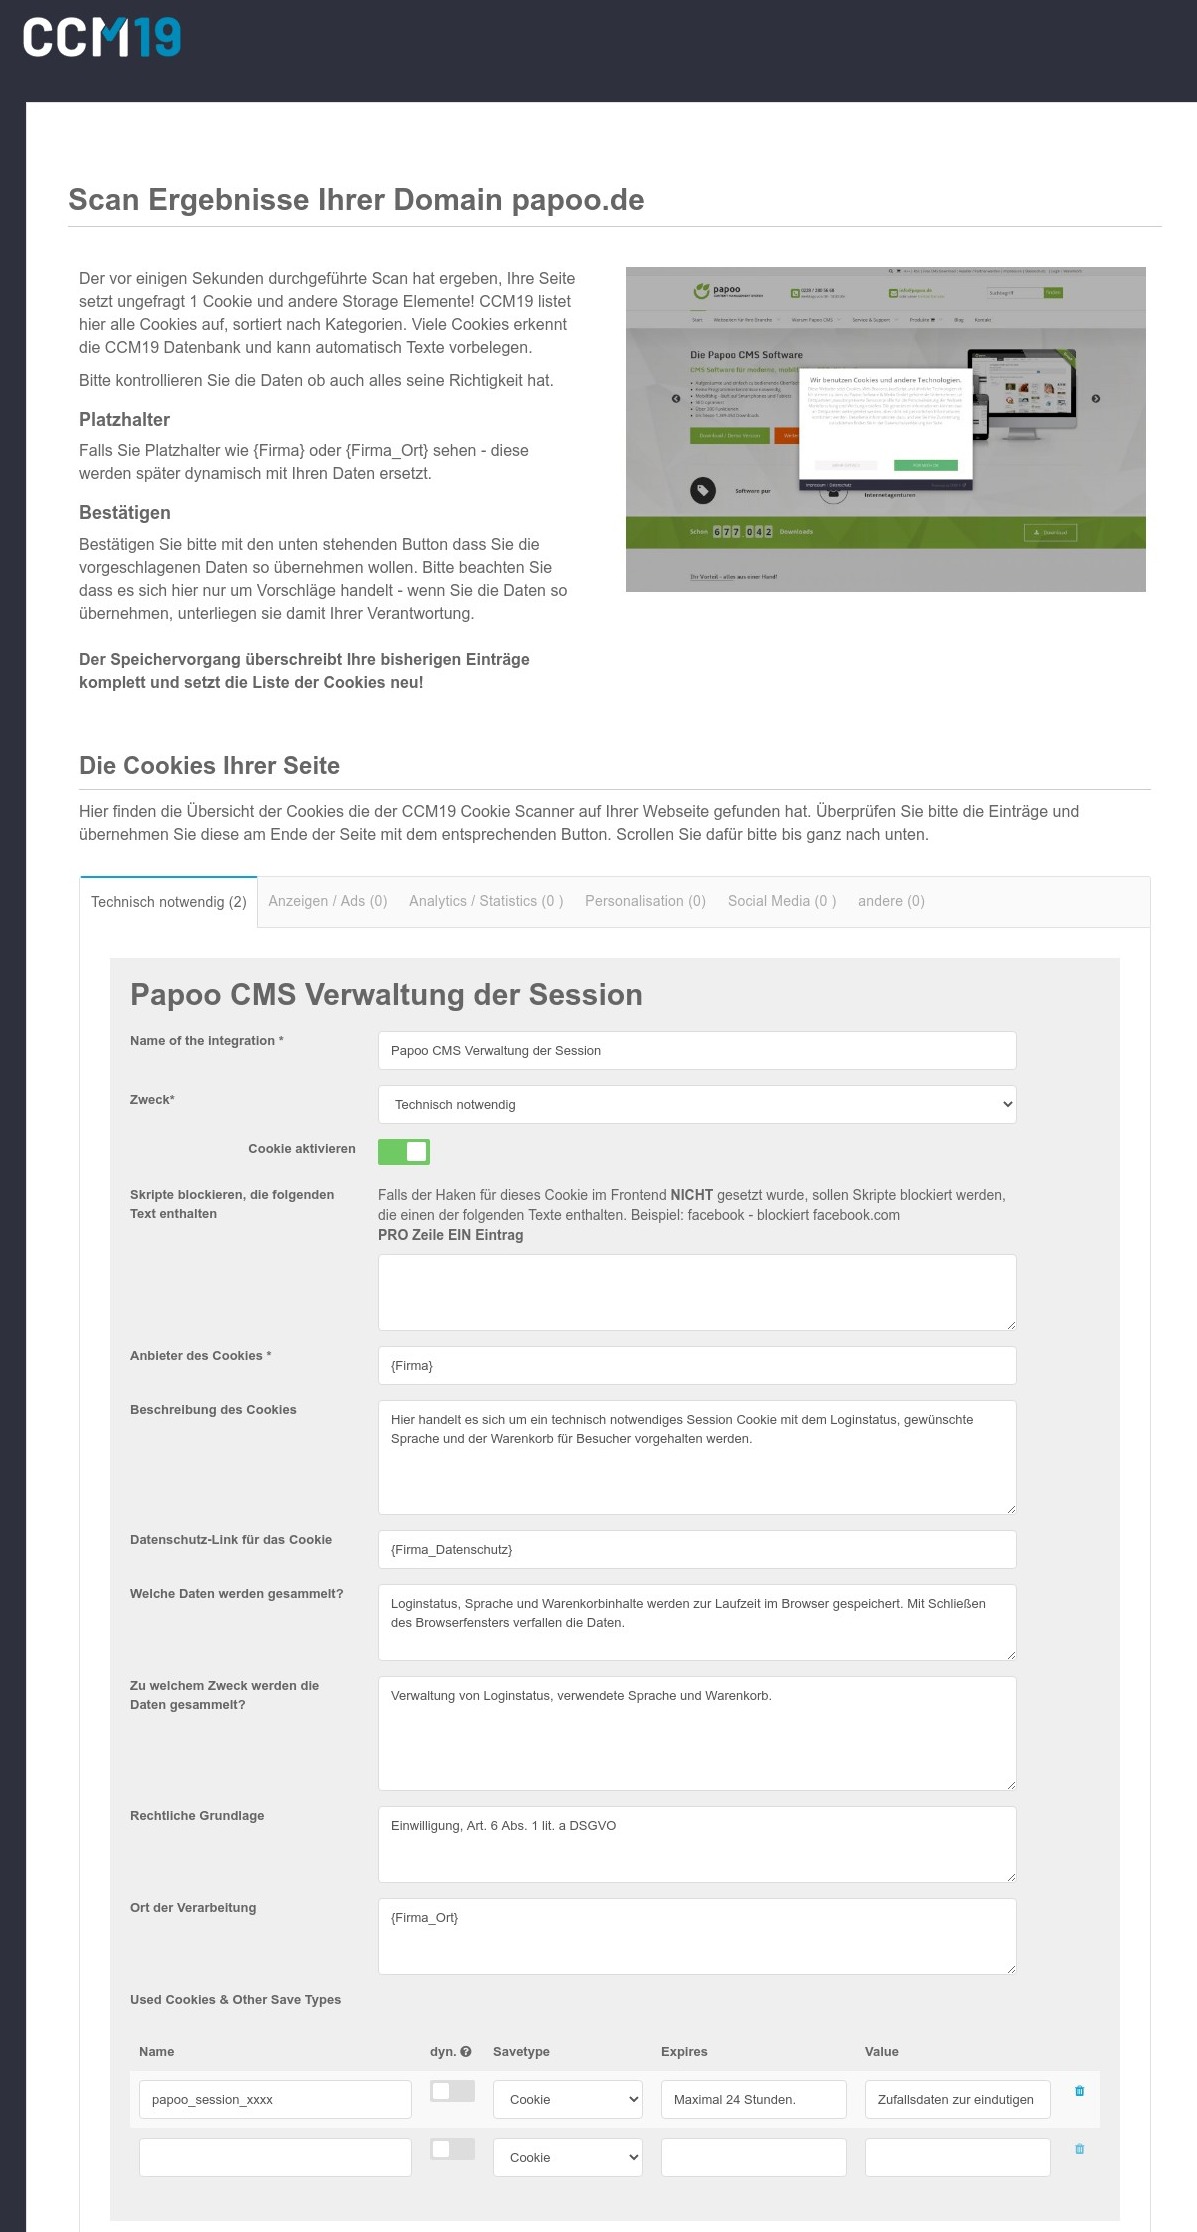 CCM19
Scan Ergebnisse Ihrer Domain papoo.de
Der vor einigen Sekunden durchgeführte Scan hat ergeben, Ihre Seite
setzt ungefragt 1 Cookie und andere Storage Elemente! CCM19 listet
hier alle Cookies auf, sortiert nach Kategorien. Viele Cookies erkennt
die CCM19 Datenbank und kann automatisch Texte vorbelegen.
Bitte kontrollieren Sie die Daten ob auch alles seine Richtigkeit hat.
Platzhalter
Falls Sie Platzhalter wie {Firma} oder {Firma_Ort} sehen - diese
werden später dynamisch mit Ihren Daten ersetzt.
Bestätigen
Bestätigen Sie bitte mit den unten stehenden Button dass Sie die
vorgeschlagenen Daten so übernehmen wollen. Bitte beachten Sie
dass es sich hier nur um Vorschläge handelt - wenn Sie die Daten so
übernehmen, unterliegen sie damit Ihrer Verantwortung.
Der Speichervorgang überschreibt Ihre bisherigen Einträge
komplett und setzt die Liste der Cookies neu!
papoo
Start
Service & Support
Produkte
Blog
Kontakt
Die Papoo CMS Software
Wir benutzen Cookies und andere Technologien.
Download / Demo Version
Software pur
Internetagenturen
Schon 677.042 Downloads
Download
Ihr Vorteil - alles aus einer Hand!
Die Cookies Ihrer Seite
Hier finden die Übersicht der Cookies die der CCM19 Cookie Scanner auf Ihrer Webseite gefunden hat. Überprüfen Sie bitte die Einträge und
übernehmen Sie diese am Ende der Seite mit dem entsprechenden Button. Scrollen Sie dafür bitte bis ganz nach unten.
Technisch notwendig (2) Anzeigen / Ads (0) Analytics / Statistics (0 ) Personalisation (0) Social Media (0 ) andere (0)
Papoo CMS Verwaltung der Session
Name of the integration * Papoo CMS Verwaltung der Session
Zweck* Technisch notwendig
Cookie aktivieren
Skripte blockieren, die folgenden
Text enthalten
Falls der Haken für dieses Cookie im Frontend NICHT gesetzt wurde, sollen Skripte blockiert werden,
die einen der folgenden Texte enthalten. Beispiel: facebook - blockiert facebook.com
PRO Zeile EIN Eintrag
Anbieter des Cookies * {Firma}
Beschreibung des Cookies
Hier handelt es sich um ein technisch notwendiges Session Cookie mit dem Loginstatus, gewünschte
Sprache und der Warenkorb für Besucher vorgehalten werden.
Datenschutz-Link für das Cookie {Firma_Datenschutz}
Welche Daten werden gesammelt?
Loginstatus, Sprache und Warenkorbinhalte werden zur Laufzeit im Browser gespeichert. Mit Schließen
des Browserfensters verfallen die Daten.
Zu welchem Zweck werden die
Daten gesammelt?
Verwaltung von Loginstatus, verwendete Sprache und Warenkorb.
Rechtliche Grundlage Einwilligung, Art. 6 Abs. 1 lit. a DSGVO
Ort der Verarbeitung {Firma_Ort}
Used Cookies & Other Save Types
Name dyn. Savetype Expires Value
papoo_session_xxxx Cookie Maximal 24 Stunden. Zufallsdaten zur eindutigen
Cookie